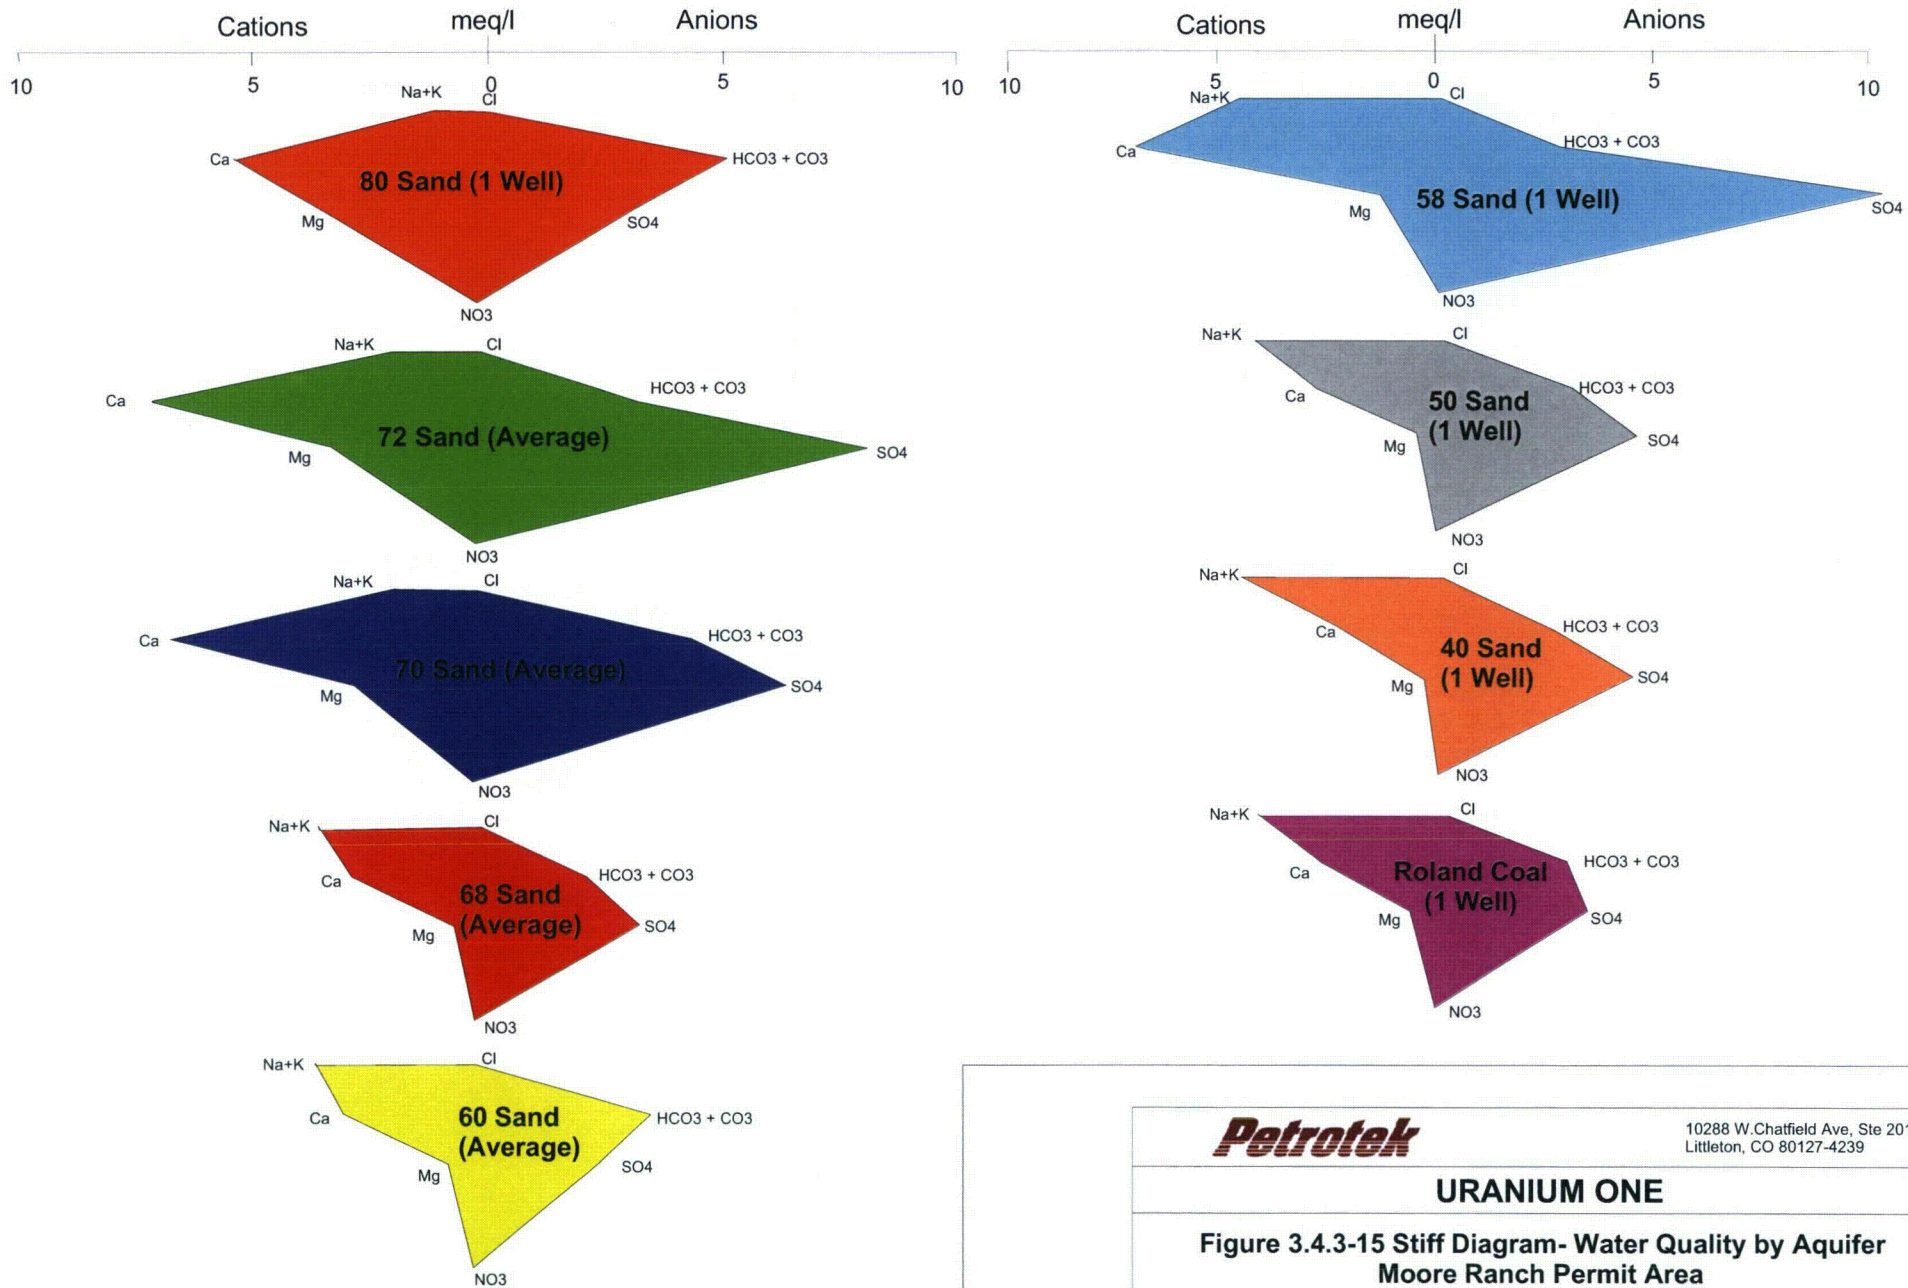 Cations meq/l Anions
10 5 0 5 10
Na+K Cl
Ca HCO3 + CO3
80 Sand (1 Well)
Mg SO4
NO3
Na+K Cl
HCO3 + CO3
Ca
72 Sand (Average)
Mg SO4
NO3
Na+K Cl
Ca HCO3 + CO3
70 Sand (Average)
Mg SO4
NO3
Na+K Cl
Ca HCO3 + CO3
68 Sand
(Average)
Mg SO4
NO3
Na+K Cl
Ca HCO3 + CO3
60 Sand
(Average)
Mg SO4
NO3
Cations meq/l Anions
10 5 0 5 10
Na+K Cl
Ca HCO3 + CO3
58 Sand (1 Well)
Mg SO4
NO3
Na+K Cl
Ca HCO3 + CO3
50 Sand
(1 Well)
Mg SO4
NO3
Na+K Cl
Ca HCO3 + CO3
40 Sand
(1 Well)
Mg SO4
NO3
Na+K Cl
Ca HCO3 + CO3
Roland Coal
(1 Well)
Mg SO4
NO3
Petrotek
10288 W.Chatfield Ave, Ste 201
Littleton, CO 80127-4239
URANIUM ONE
Figure 3.4.3-15 Stiff Diagram- Water Quality by Aquifer
Moore Ranch Permit Area